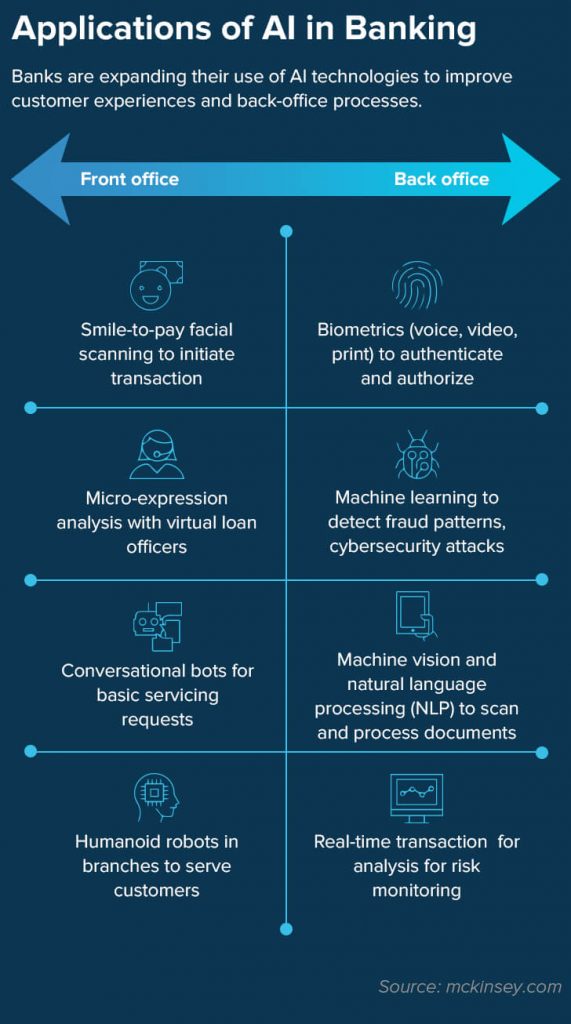 Applications of AI in Banking
Banks are expanding their use of AI technologies to improve
customer experiences and back-office processes.
Front office
Back office
Smile-to-pay facial
scanning to initiate
transaction
Biometrics (voice, video,
print) to authenticate
and authorize
Micro-expression
analysis with virtual loan
officers
Machine learning to
detect fraud patterns,
cybersecurity attacks
Conversational bots for
basic servicing
requests
Machine vision and
natural language
processing (NLP) to scan
and process documents
Humanoid robots in
branches to serve
customers
Real-time transaction for
analysis for risk
monitoring
Source: mckinsey.com